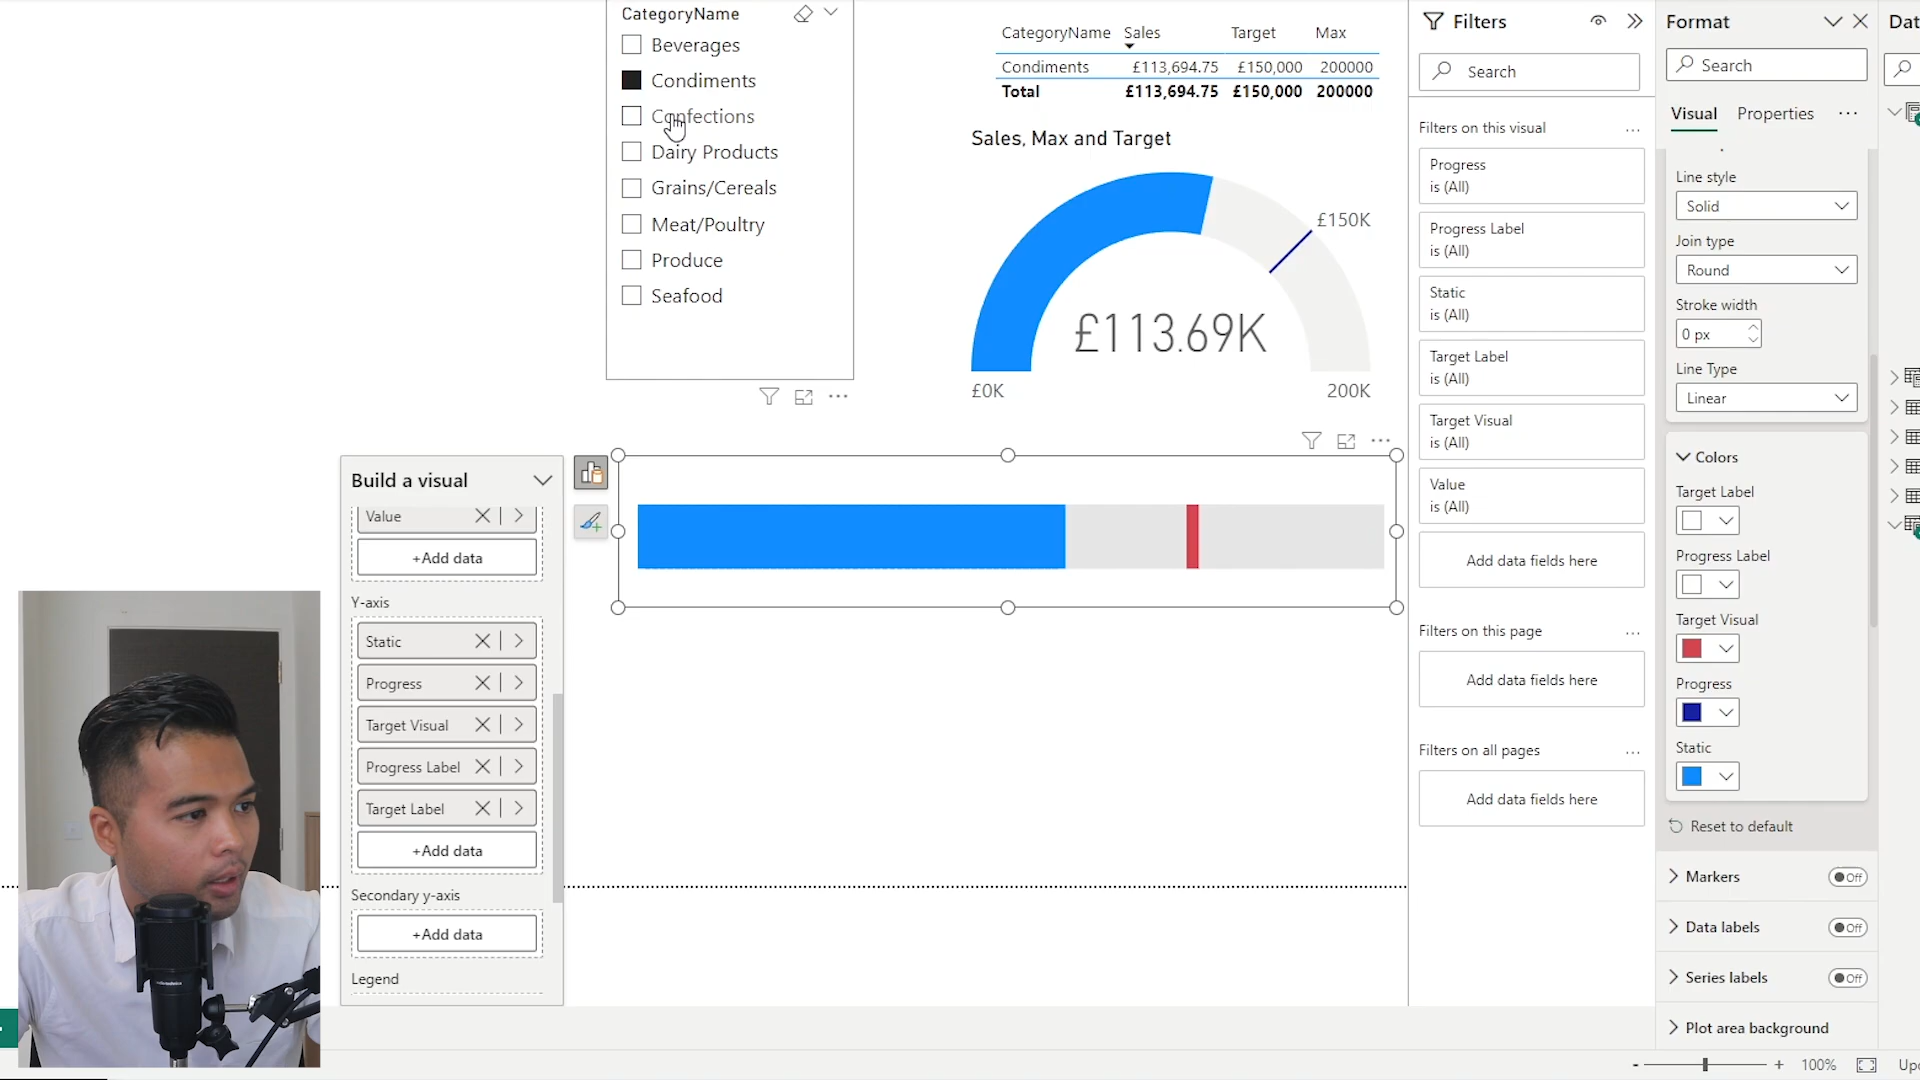 CategoryName
Beverages
Condiments
Confections
Dairy Products
Grains/Cereals
Meat/Poultry
Produce
Seafood
CategoryName Sales Target Max
Condiments £113,694.75 £150,000 200000
Total £113,694.75 £150,000 200000
Sales, Max and Target
£150K
£113.69K
£0K 200K
Build a visual
Value
+Add data
Y-axis
Static
Progress
Target Visual
Progress Label
Target Label
+Add data
Secondary y-axis
+Add data
Legend
Filters
Search
Filters on this visual
Progress
is (All)
Progress Label
is (All)
Static
is (All)
Target Label
is (All)
Target Visual
is (All)
Value
is (All)
Add data fields here
Filters on this page
Add data fields here
Filters on all pages
Add data fields here
Format
Search
Visual Properties
Line style
Solid
Join type
Round
Stroke width
0 px
Line Type
Linear
Colors
Target Label
Progress Label
Target Visual
Progress
Static
Reset to default
Markers Off
Data labels Off
Series labels Off
Plot area background
- + 100%
Dat
Upd